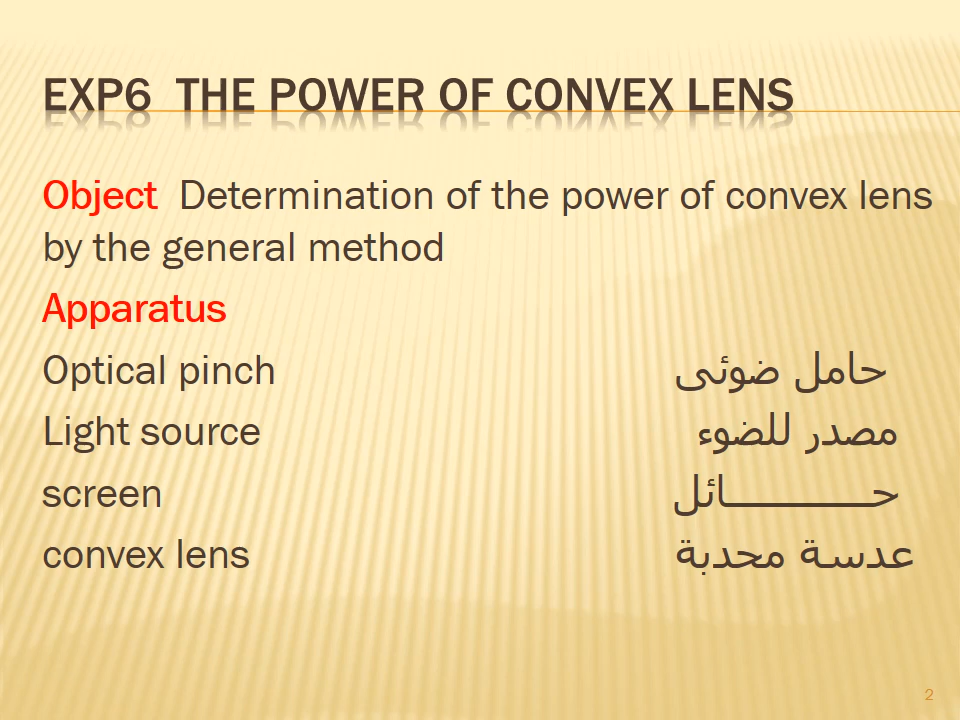 EXP6 THE POWER OF CONVEX LENS
Object Determination of the power of convex lens
by the general method
Apparatus
Optical pinch حامل ضوئى
Light source مصدر للضوء
screen حـــــــــــــائل
convex lens عدسة محدبة
2